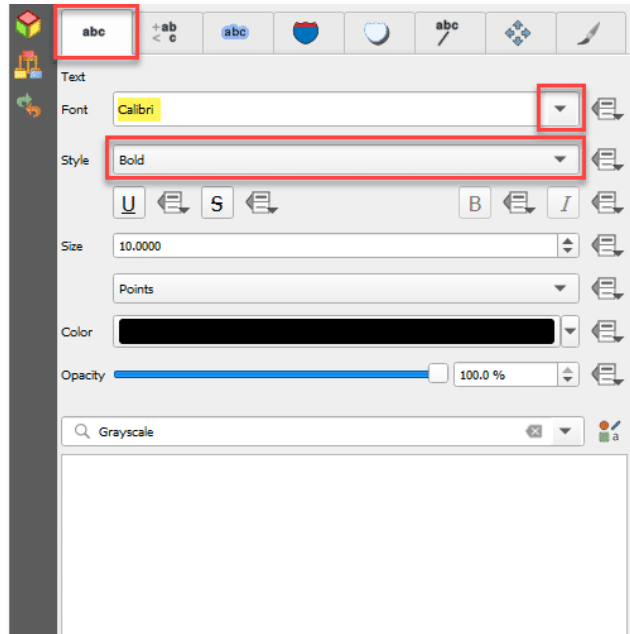 abc
+ab
< c
abc
abc
Text
Font Calibri
Style Bold
U S B I
Size 10.0000
Points
Color
Opacity 100.0 %
Grayscale
a